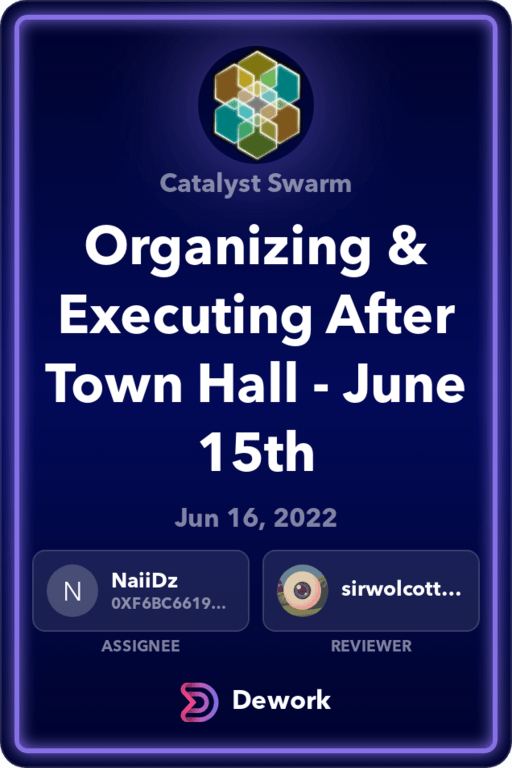 Catalyst Swarm
Organizing &
Executing After
Town Hall - June
15th
Jun 16, 2022
N
NaiiDz
0XF6BC6619...
ASSIGNEE
sirwolcott...
REVIEWER
Dework